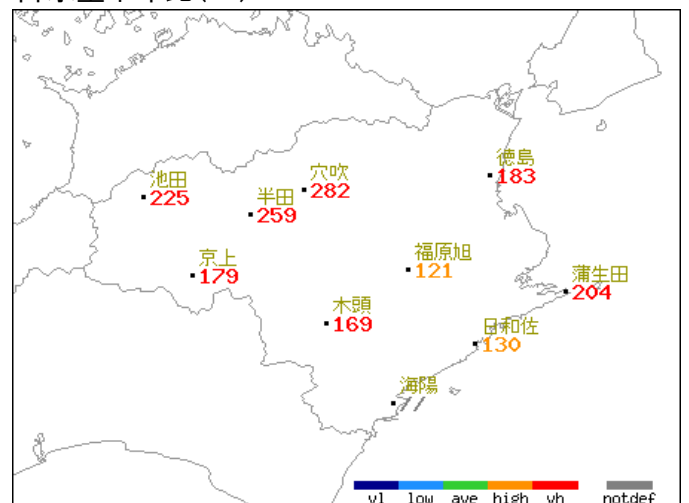 穴吹
282
徳島
183
池田
225
半田
259
京上
179
福原旭
121
蒲生田
204
木頭
169
日和佐
130
海陽
vl low ave high vh notdef